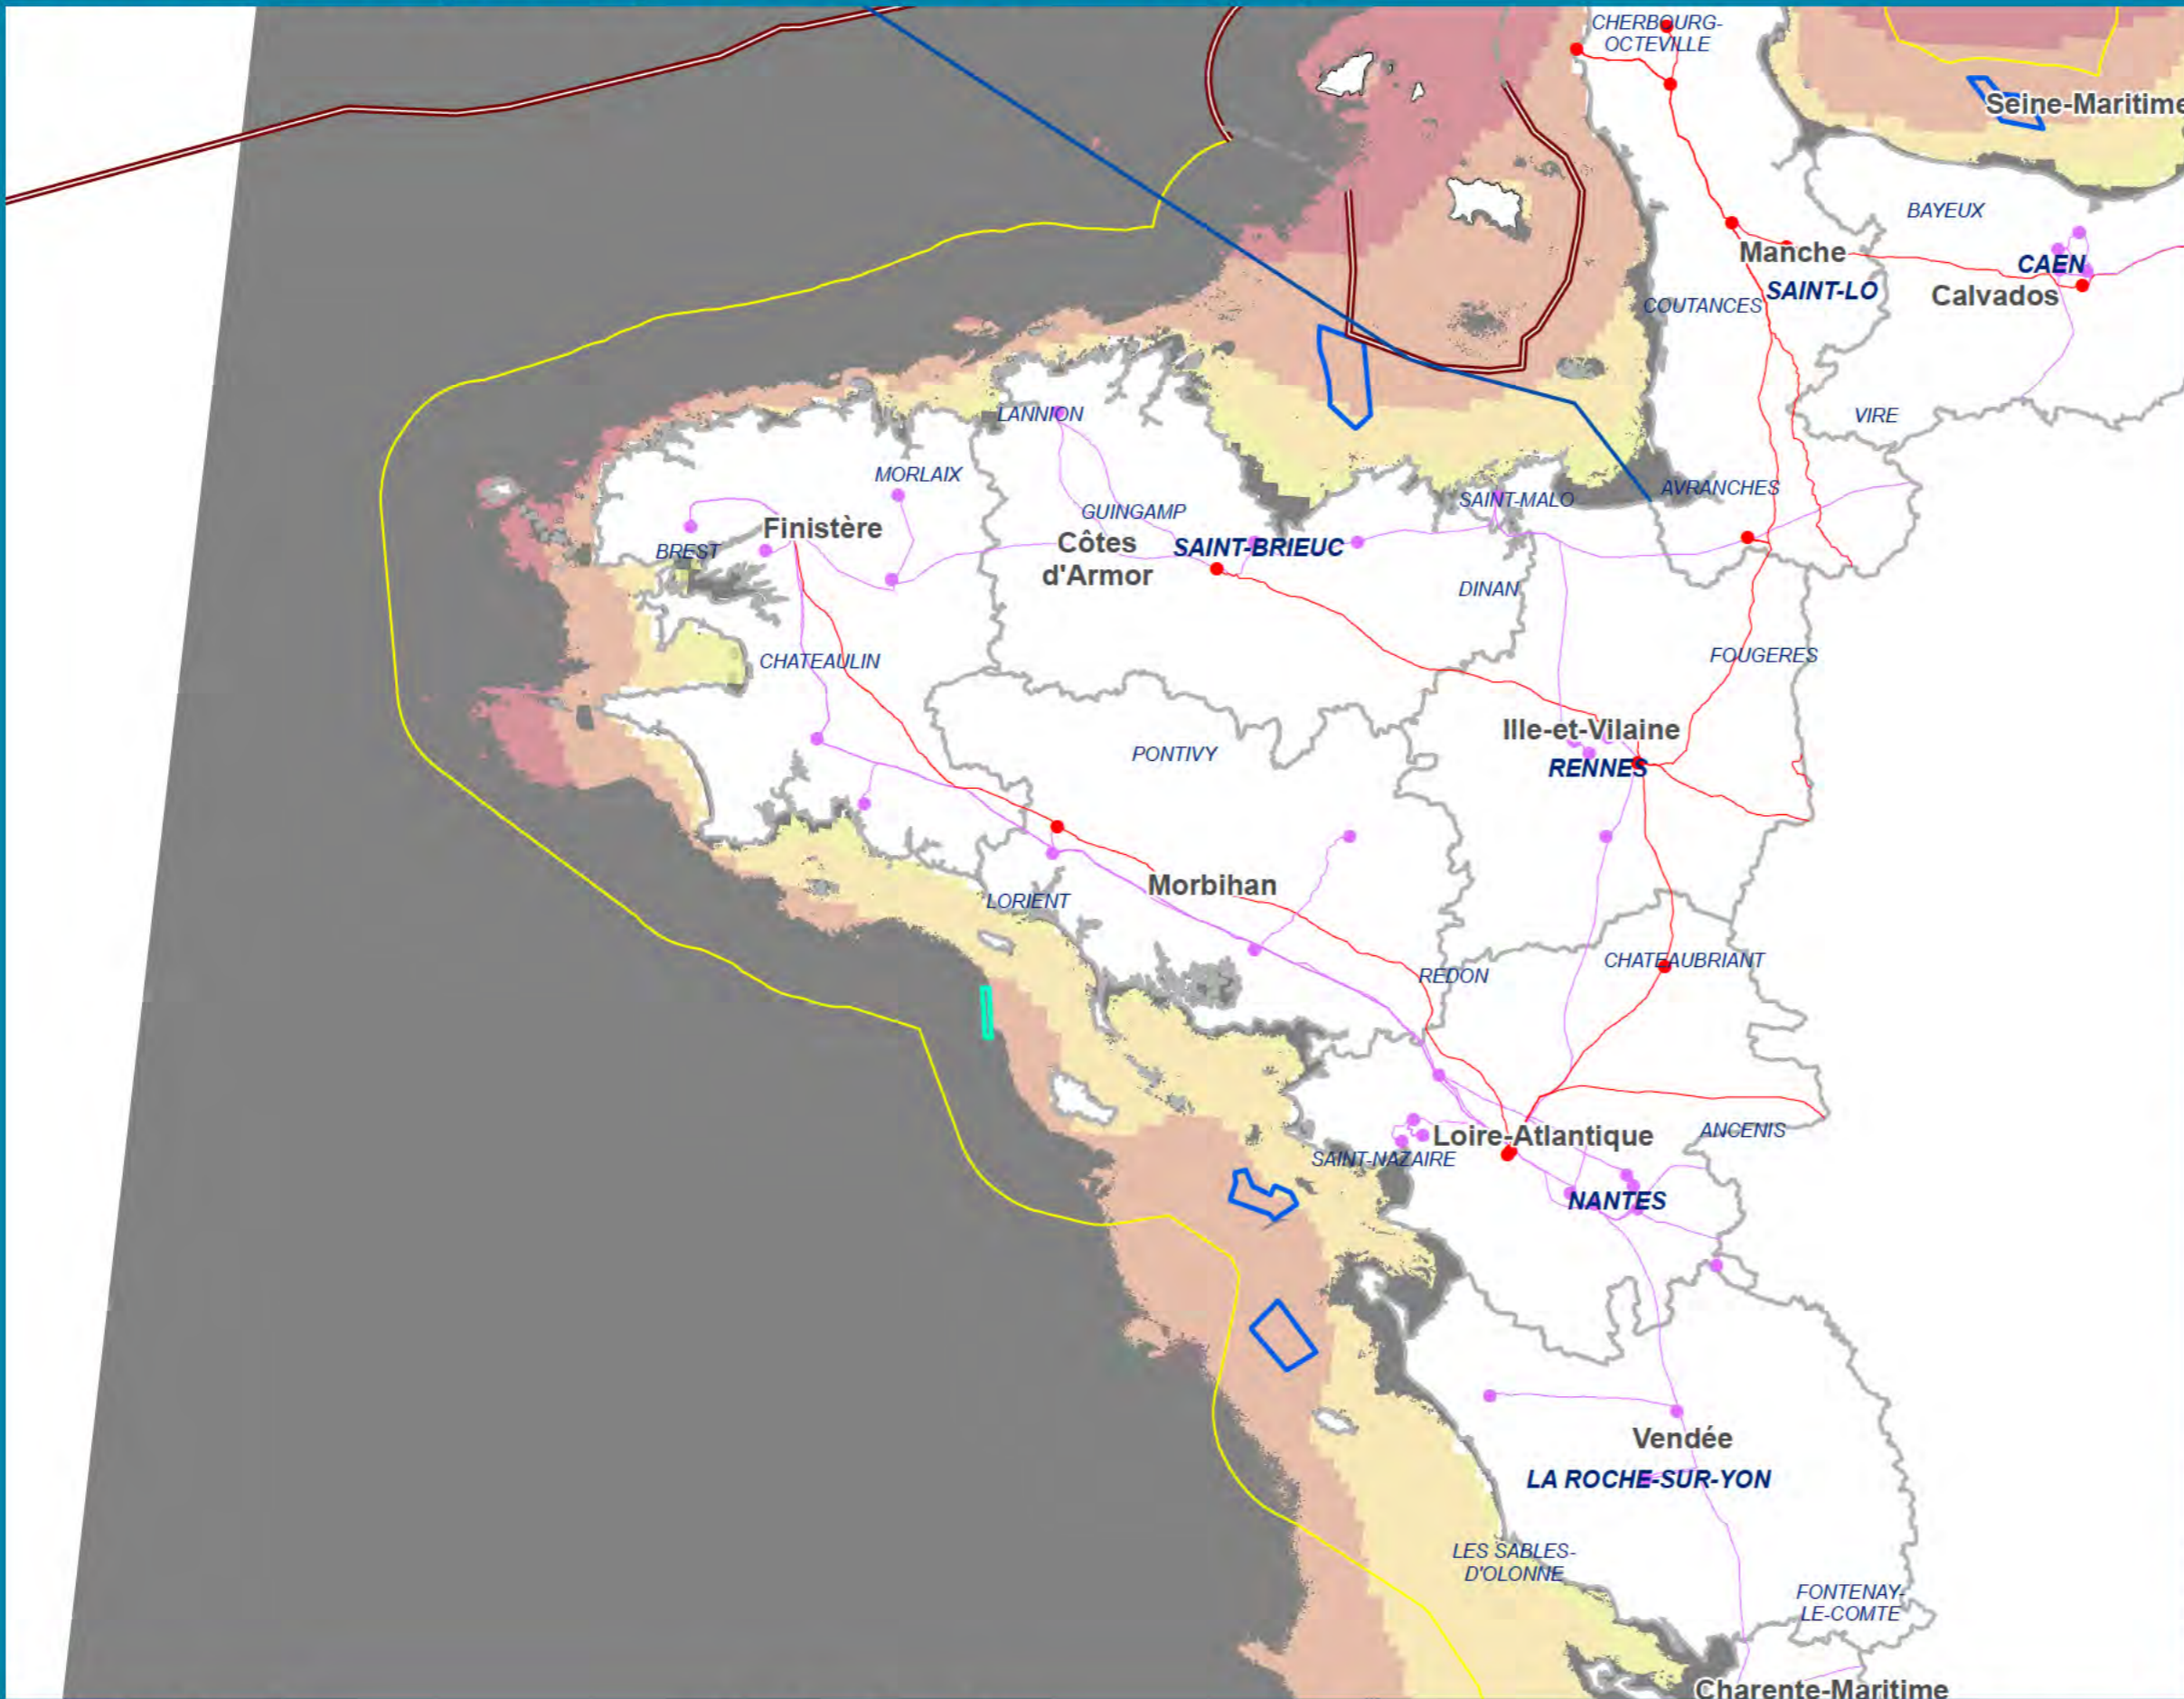 CHERBOURG-
OCTEVILLE
Seine-Maritime
BAYEUX
Manche
CAEN
SAINT-LO
Calvados
COUTANCES
LANNION
VIRE
MORLAIX
AVRANCHES
SAINT-MALO
GUINGAMP
Finistère
Côtes
d'Armor
SAINT-BRIEUC
BREST
DINAN
CHATEAULIN
FOUGERES
Ille-et-Vilaine
PONTIVY
RENNES
Morbihan
LORIENT
CHATEAUBRIANT
REDON
ANCENIS
Loire-Atlantique
SAINT-NAZAIRE
NANTES
Vendée
LA ROCHE-SUR-YON
LES SABLES-
D'OLONNE
FONTENAY-
LE-COMTE
Charente-Maritime